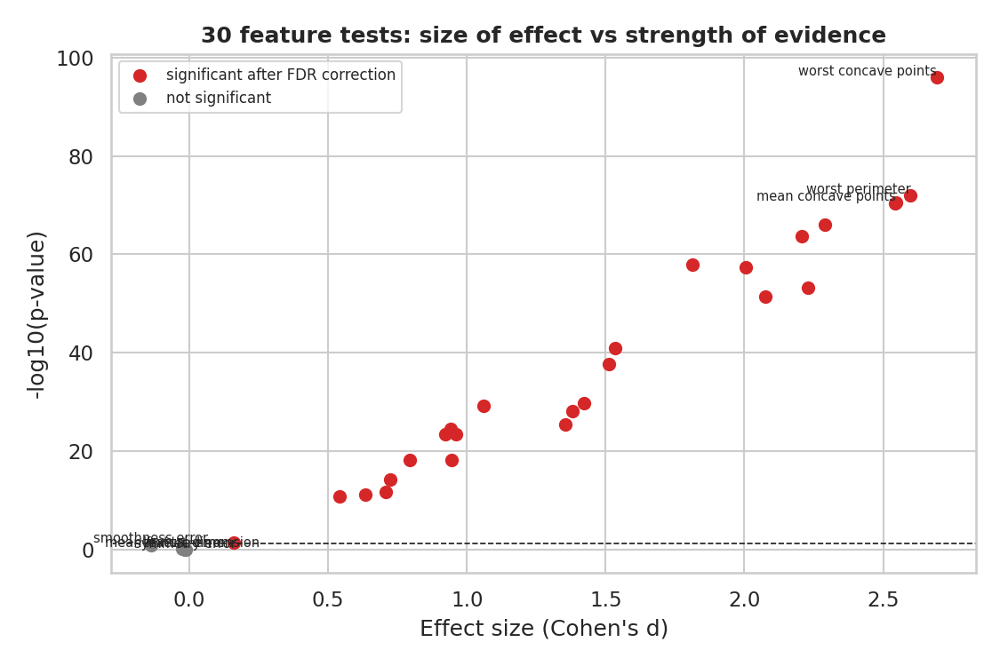 30 feature tests: size of effect vs strength of evidence
significant after FDR correction
not significant
worst concave points
worst perimeter
mean concave points
smoothness error
-log10(p-value)
100
80
60
40
20
0
0.0
0.5
1.0
1.5
2.0
2.5
Effect size (Cohen's d)